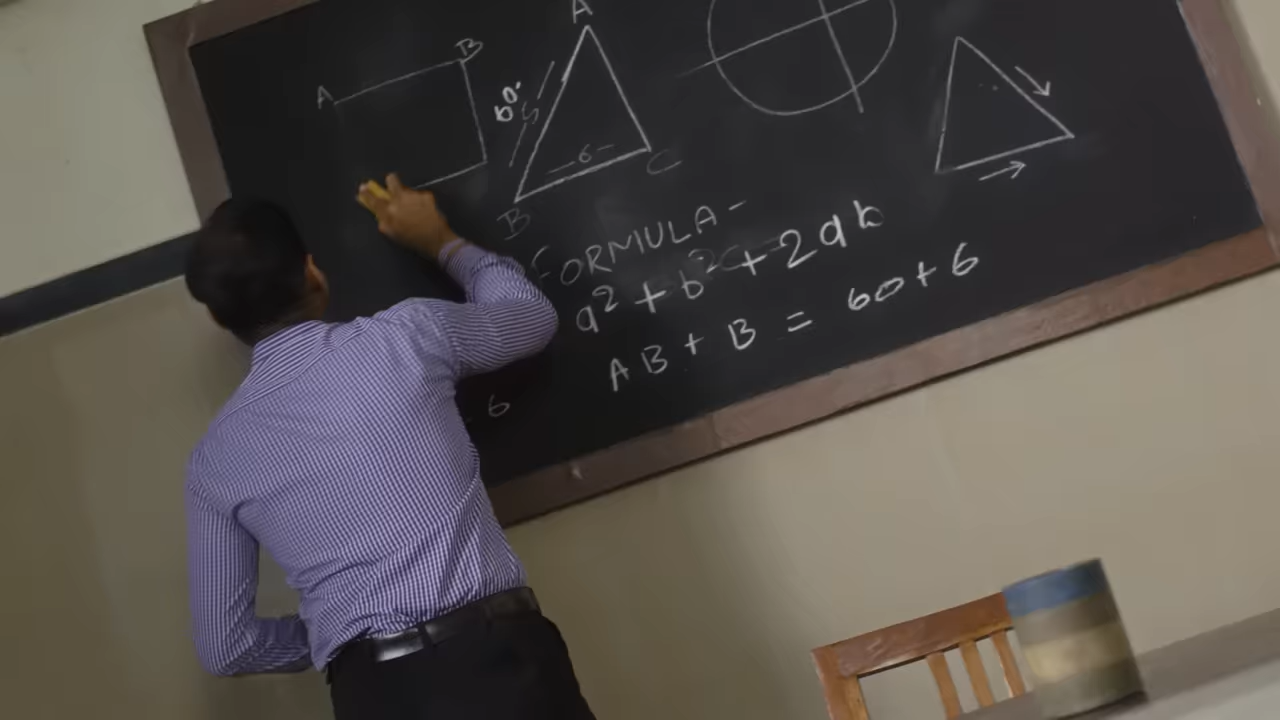 A B
A
60°
6
B C
FORMULA -
a² + b² + 2ab
AB + B = 60 + 6
6